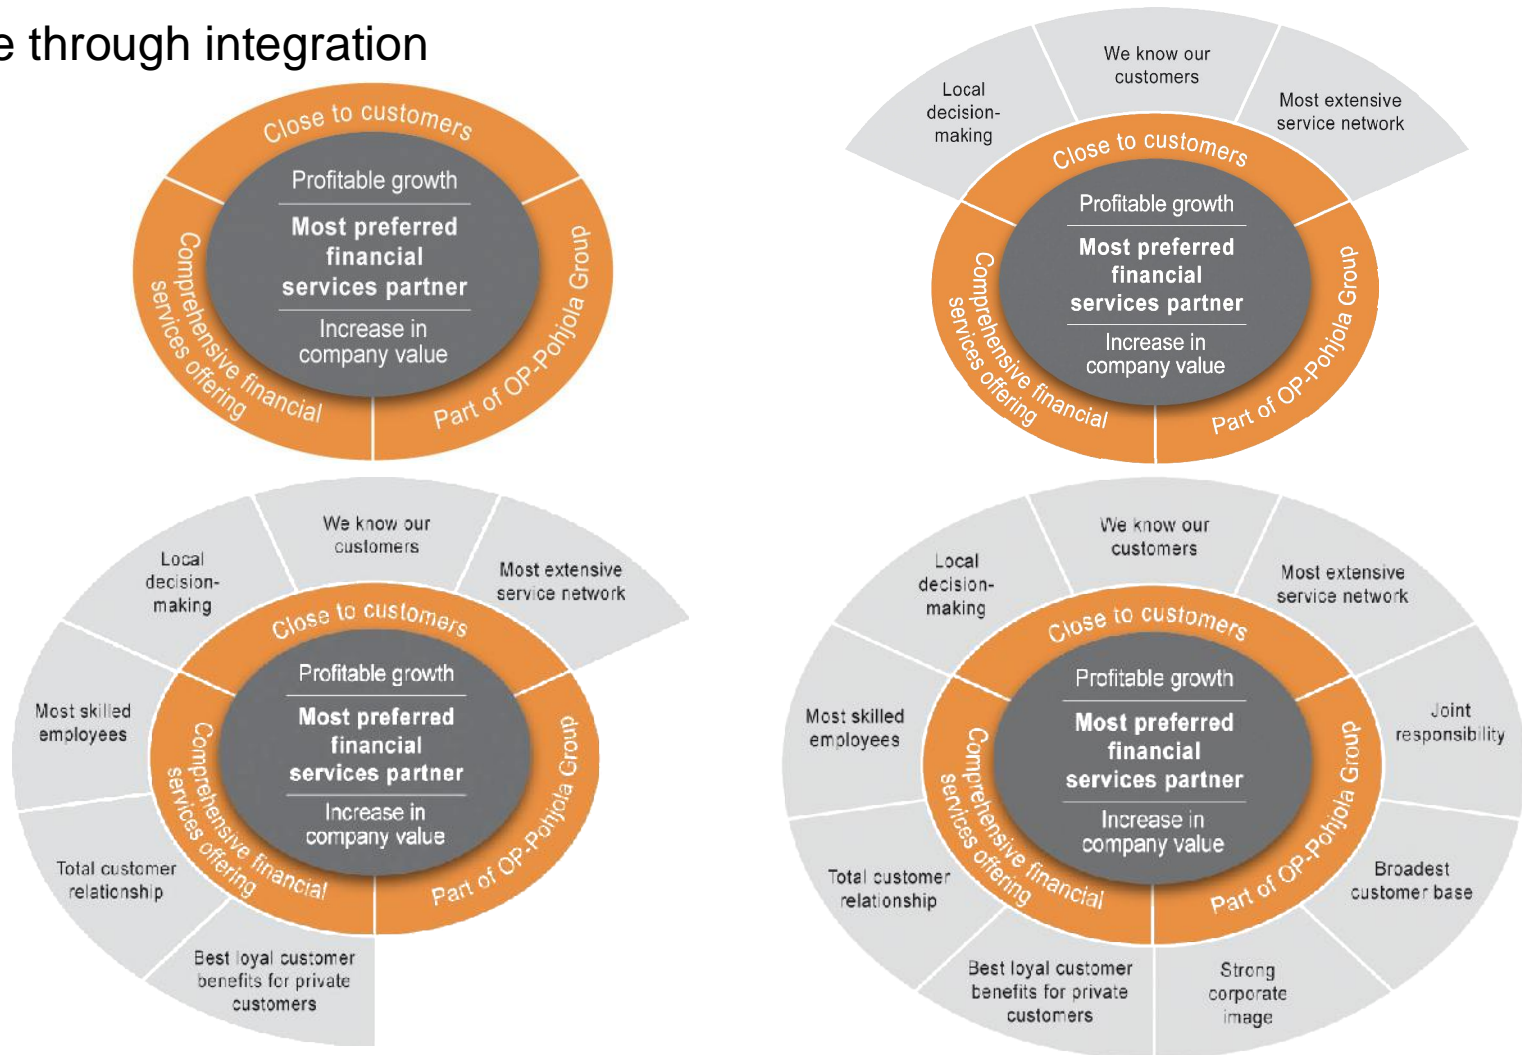 e through integration
Close to customers
Profitable growth
Most preferred
financial
services partner
Increase in
company value
Comprehensive financial
services offering
Part of OP-Pohjola Group
Local
decision-
making
We know our
customers
Most extensive
service network
Close to customers
Profitable growth
Most preferred
financial
services partner
Increase in
company value
Comprehensive financial
services offering
Part of OP-Pohjola Group
Local
decision-
making
We know our
customers
Most extensive
service network
Close to customers
Profitable growth
Most preferred
financial
services partner
Increase in
company value
Comprehensive financial
services offering
Part of OP-Pohjola Group
Most skilled
employees
Total customer
relationship
Best loyal customer
benefits for private
customers
Local
decision-
making
We know our
customers
Most extensive
service network
Close to customers
Profitable growth
Most preferred
financial
services partner
Increase in
company value
Comprehensive financial
services offering
Part of OP-Pohjola Group
Most skilled
employees
Joint
responsibility
Total customer
relationship
Broadest
customer base
Best loyal customer
benefits for private
customers
Strong
corporate
image